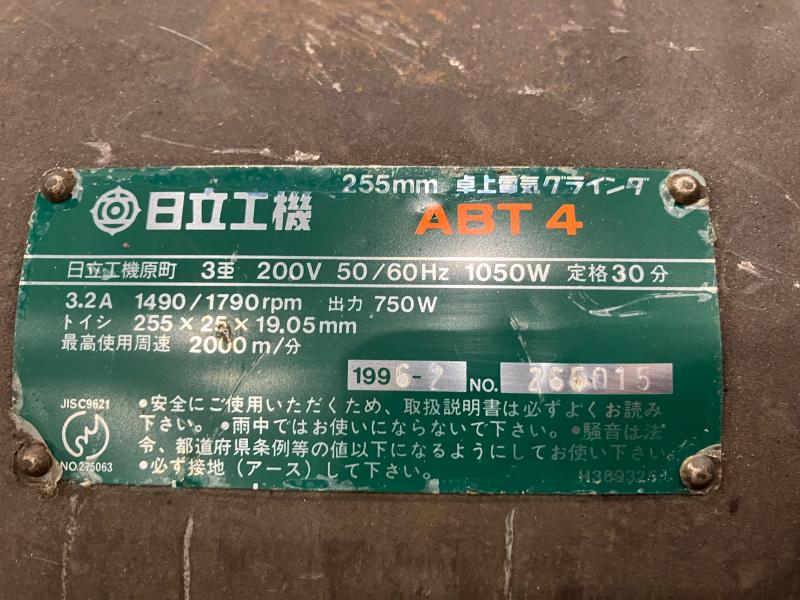 255mm 卓上電気グラインダ
日立工機 ABT4
日立工機原町 3重 200V 50/60Hz 1050W 定格30分
3.2A 1490/1790rpm 出力 750W
トイシ 255×25×19.05mm
最高使用周速 2000m/分
1996-2 NO. 266015
JISC9621
NO.275063
●安全にご使用いただくため、取扱説明書は必ずよくお読み
下さい。●雨中ではお使いにならないで下さい。●騒音は法
令、都道府県条例等の値以下になるようにしてお使い下さい。
●必ず接地(アース)して下さい。